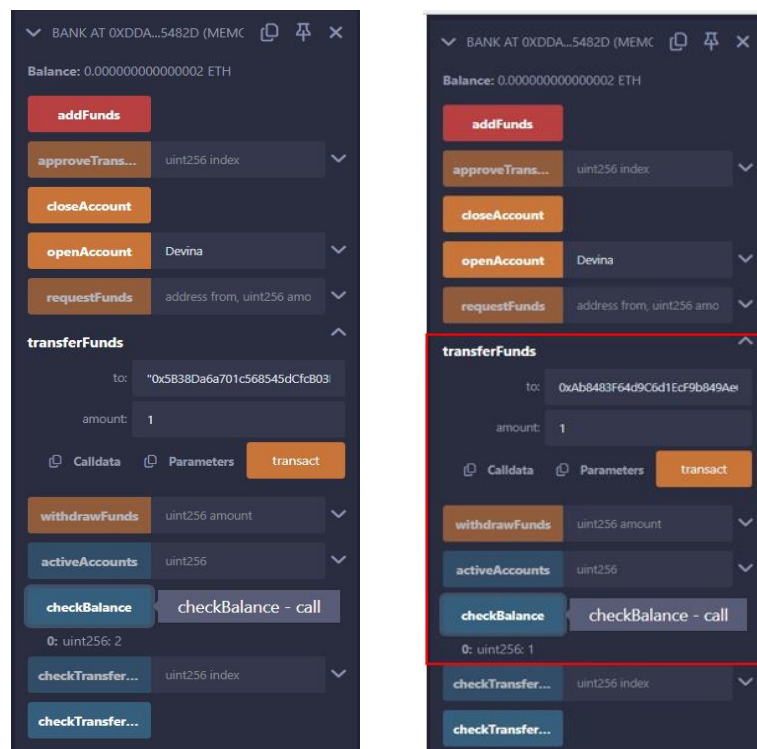 BANK AT 0XDDA...5482D (MEMC
Balance: 0.000000000000002 ETH
addFunds
approveTrans... uint256 index
closeAccount
openAccount Devina
requestFunds address from, uint256 amo
transferFunds
to: "0x5B38Da6a701c568545dCfcB03
amount: 1
Calldata Parameters transact
withdrawFunds uint256 amount
activeAccounts uint256
checkBalance checkBalance - call
0: uint256: 2
checkTransfer... uint256 index
checkTransfer...
BANK AT 0XDDA...5482D (MEMC
Balance: 0.000000000000002 ETH
addFunds
approveTrans... uint256 index
closeAccount
openAccount Devina
requestFunds address from, uint256 amo
transferFunds
to: 0xAb8483F64d9C6d1EcF9b849Ae
amount: 1
Calldata Parameters transact
withdrawFunds uint256 amount
activeAccounts uint256
checkBalance checkBalance - call
0: uint256: 1
checkTransfer... uint256 index
checkTransfer...